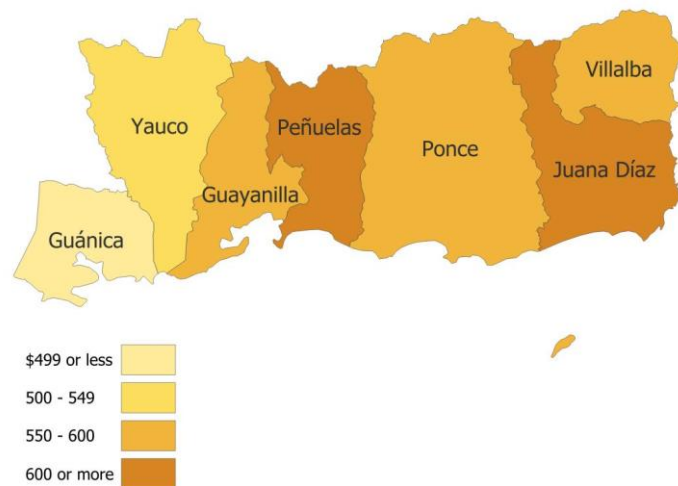 Villalba
Yauco
Peñuelas
Ponce
Juana Díaz
Guayanilla
Guánica
$499 or less
500 - 549
550 - 600
600 or more